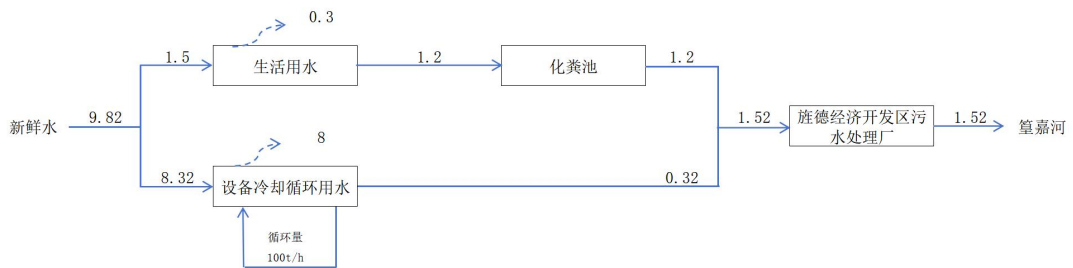 0.3
1.5
生活用水
1.2
化粪池
1.2
新鲜水
9.82
1.52
旌德经济开发区污
水处理厂
1.52
篁嘉河
8
8.32
设备冷却循环用水
0.32
循环量
100t/h